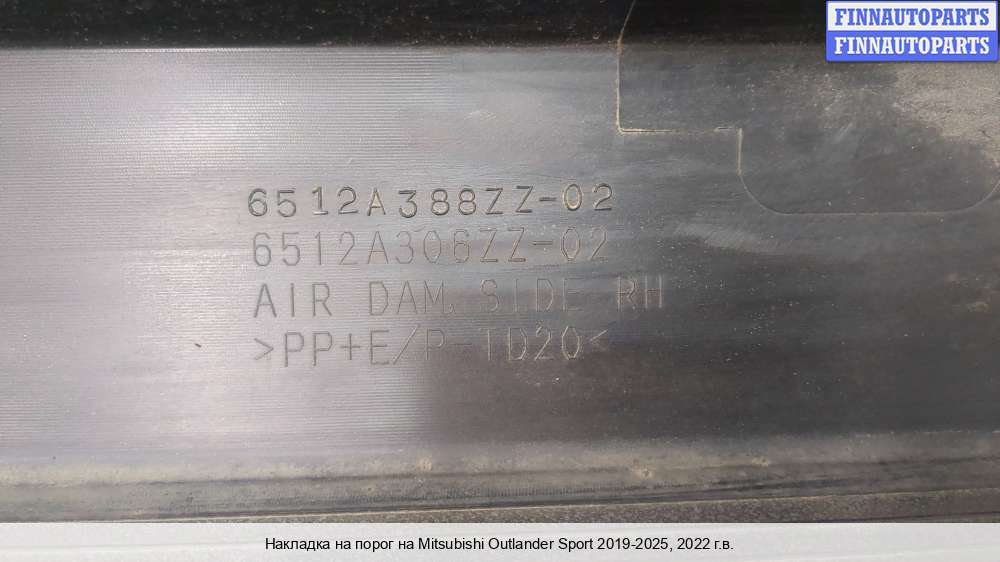 FINNAUTOPARTS
FINNAUTOPARTS
6512A388ZZ-02
6512A306ZZ-02
AIR DAM, SIDE RH
>PP+E/P-TD20<
Накладка на порог на Mitsubishi Outlander Sport 2019-2025, 2022 г.в.